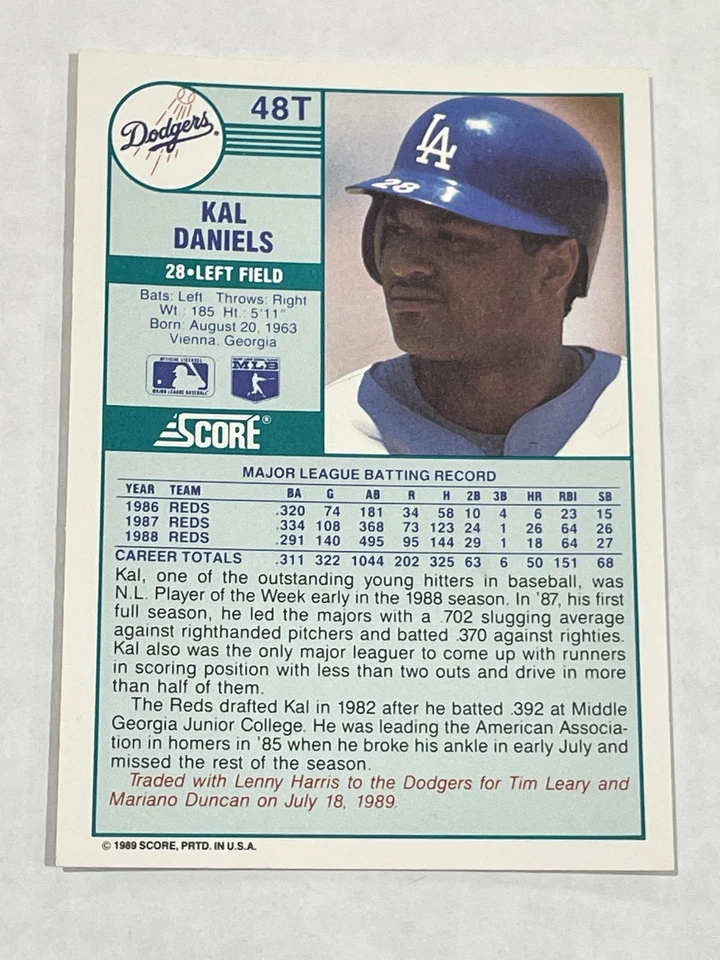 Dodgers
48T
LA
28
KAL
DANIELS
28•LEFT FIELD
Bats: Left Throws: Right
Wt.: 185 Ht.: 5'11"
Born: August 20, 1963
Vienna, Georgia
OFFICIAL LICENSEE
MAJOR LEAGUE BASEBALL
MLB
SCORE®
MAJOR LEAGUE BATTING RECORD
YEAR TEAM BA G AB R H 2B 3B HR RBI SB
1986 REDS .320 74 181 34 58 10 4 6 23 15
1987 REDS .334 108 368 73 123 24 1 26 64 26
1988 REDS .291 140 495 95 144 29 1 18 64 27
CAREER TOTALS .311 322 1044 202 325 63 6 50 151 68
Kal, one of the outstanding young hitters in baseball, was
N.L. Player of the Week early in the 1988 season. In '87, his first
full season, he led the majors with a .702 slugging average
against righthanded pitchers and batted .370 against righties.
Kal also was the only major leaguer to come up with runners
in scoring position with less than two outs and drive in more
than half of them.
The Reds drafted Kal in 1982 after he batted .392 at Middle
Georgia Junior College. He was leading the American Associa-
tion in homers in '85 when he broke his ankle in early July and
missed the rest of the season.
Traded with Lenny Harris to the Dodgers for Tim Leary and
Mariano Duncan on July 18, 1989.
© 1989 SCORE, PRTD. IN U.S.A.